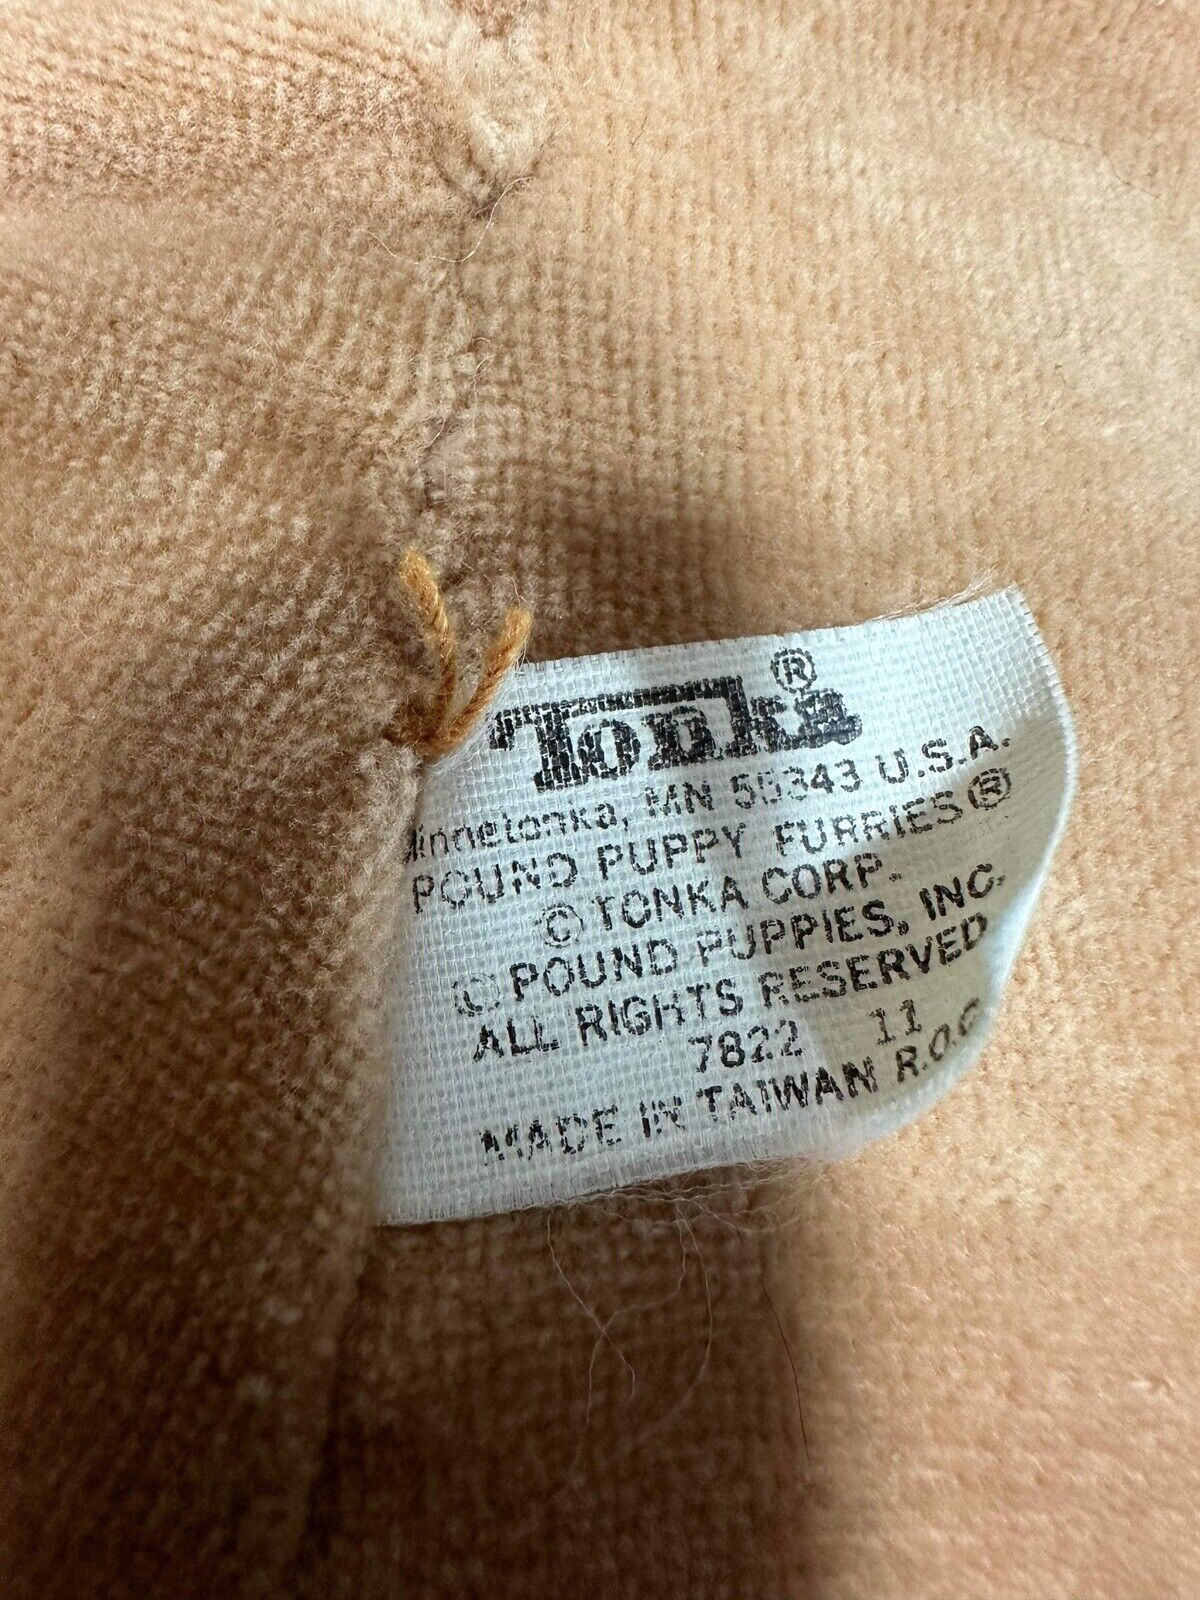 Tonka®
Minnetonka, MN 55343 U.S.A.
POUND PUPPY FURRIES®
© TONKA CORP.
© POUND PUPPIES, INC.
ALL RIGHTS RESERVED
7822 11
MADE IN TAIWAN R.O.C.